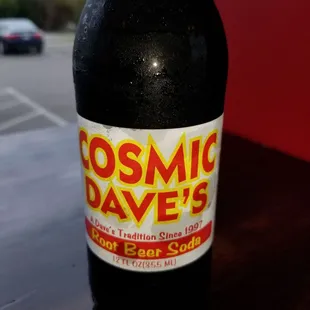 COSMIC
DAVE'S
A Dave's Tradition Since 1997
Root Beer Soda
12 FL OZ (355 ML)